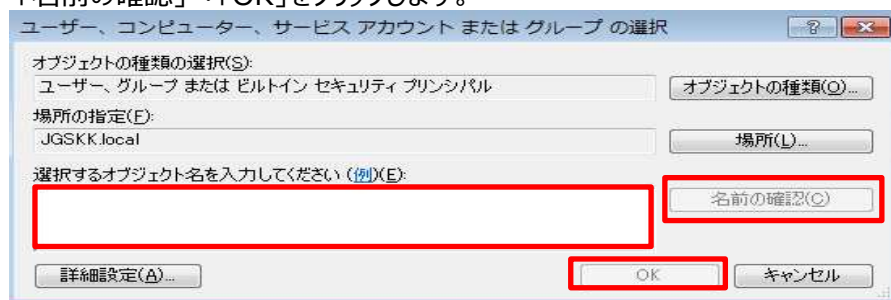 「名前の確認」→「OK」をクリックします。
ユーザー、コンピューター、サービス アカウント または グループ の選択
オブジェクトの種類の選択(S):
ユーザー、グループ または ビルトイン セキュリティ プリンシパル
オブジェクトの種類(O)...
場所の指定(F):
JGSKK.local
場所(L)...
選択するオブジェクト名を入力してください (例)(E):
名前の確認(C)
詳細設定(A)...
OK
キャンセル